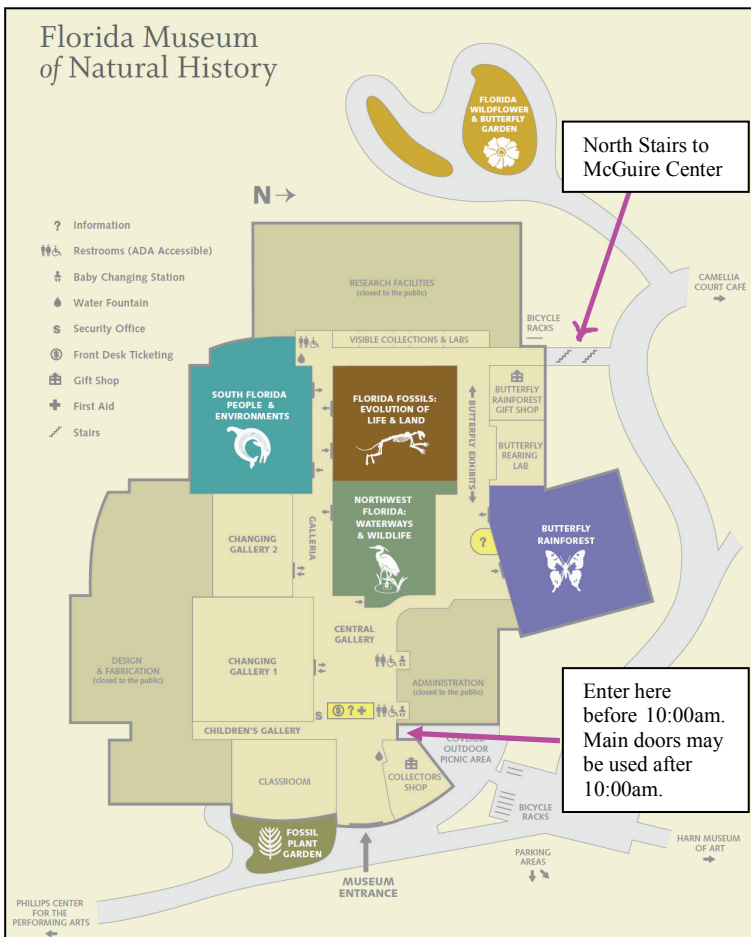 Florida Museum
of Natural History
FLORIDA
WILDFLOWER
& BUTTERFLY
GARDEN
North Stairs to
McGuire Center
N
? Information
Restrooms (ADA Accessible)
Baby Changing Station
Water Fountain
S Security Office
$ Front Desk Ticketing
Gift Shop
First Aid
Stairs
RESEARCH FACILITIES
(closed to the public)
CAMELLIA
COURT CAFÉ
BICYCLE
RACKS
VISIBLE COLLECTIONS & LABS
SOUTH FLORIDA
PEOPLE &
ENVIRONMENTS
FLORIDA FOSSILS:
EVOLUTION OF
LIFE & LAND
BUTTERFLY EXHIBITS
BUTTERFLY
RAINFOREST
GIFT SHOP
BUTTERFLY
REARING
LAB
NORTHWEST
FLORIDA:
WATERWAYS
& WILDLIFE
CHANGING
GALLERY 2
GALLERIA
?
BUTTERFLY
RAINFOREST
CENTRAL
GALLERY
DESIGN
& FABRICATION
(closed to the public)
CHANGING
GALLERY 1
ADMINISTRATION
(closed to the public)
Enter here
before 10:00am.
Main doors may
be used after
10:00am.
S
$ ?
CHILDREN'S GALLERY
COVERED
OUTDOOR
PICNIC AREA
CLASSROOM
COLLECTORS
SHOP
BICYCLE
RACKS
FOSSIL
PLANT
GARDEN
HARN MUSEUM
OF ART
PARKING
AREAS
MUSEUM
ENTRANCE
PHILLIPS CENTER
FOR THE
PERFORMING ARTS